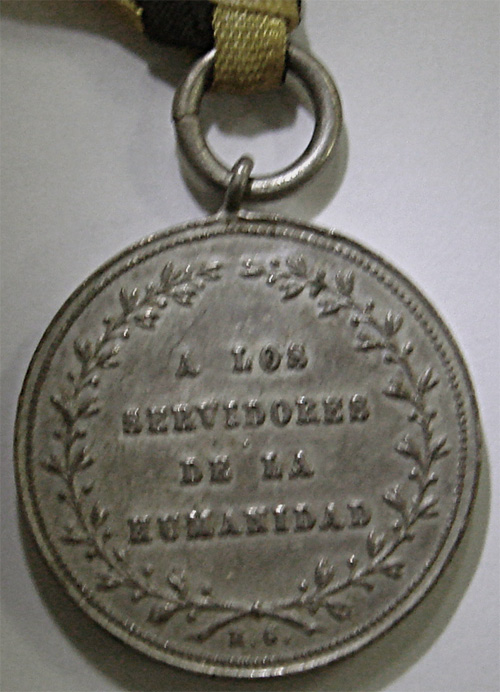 A LOS
SERVIDORES
DE LA
HUMANIDAD